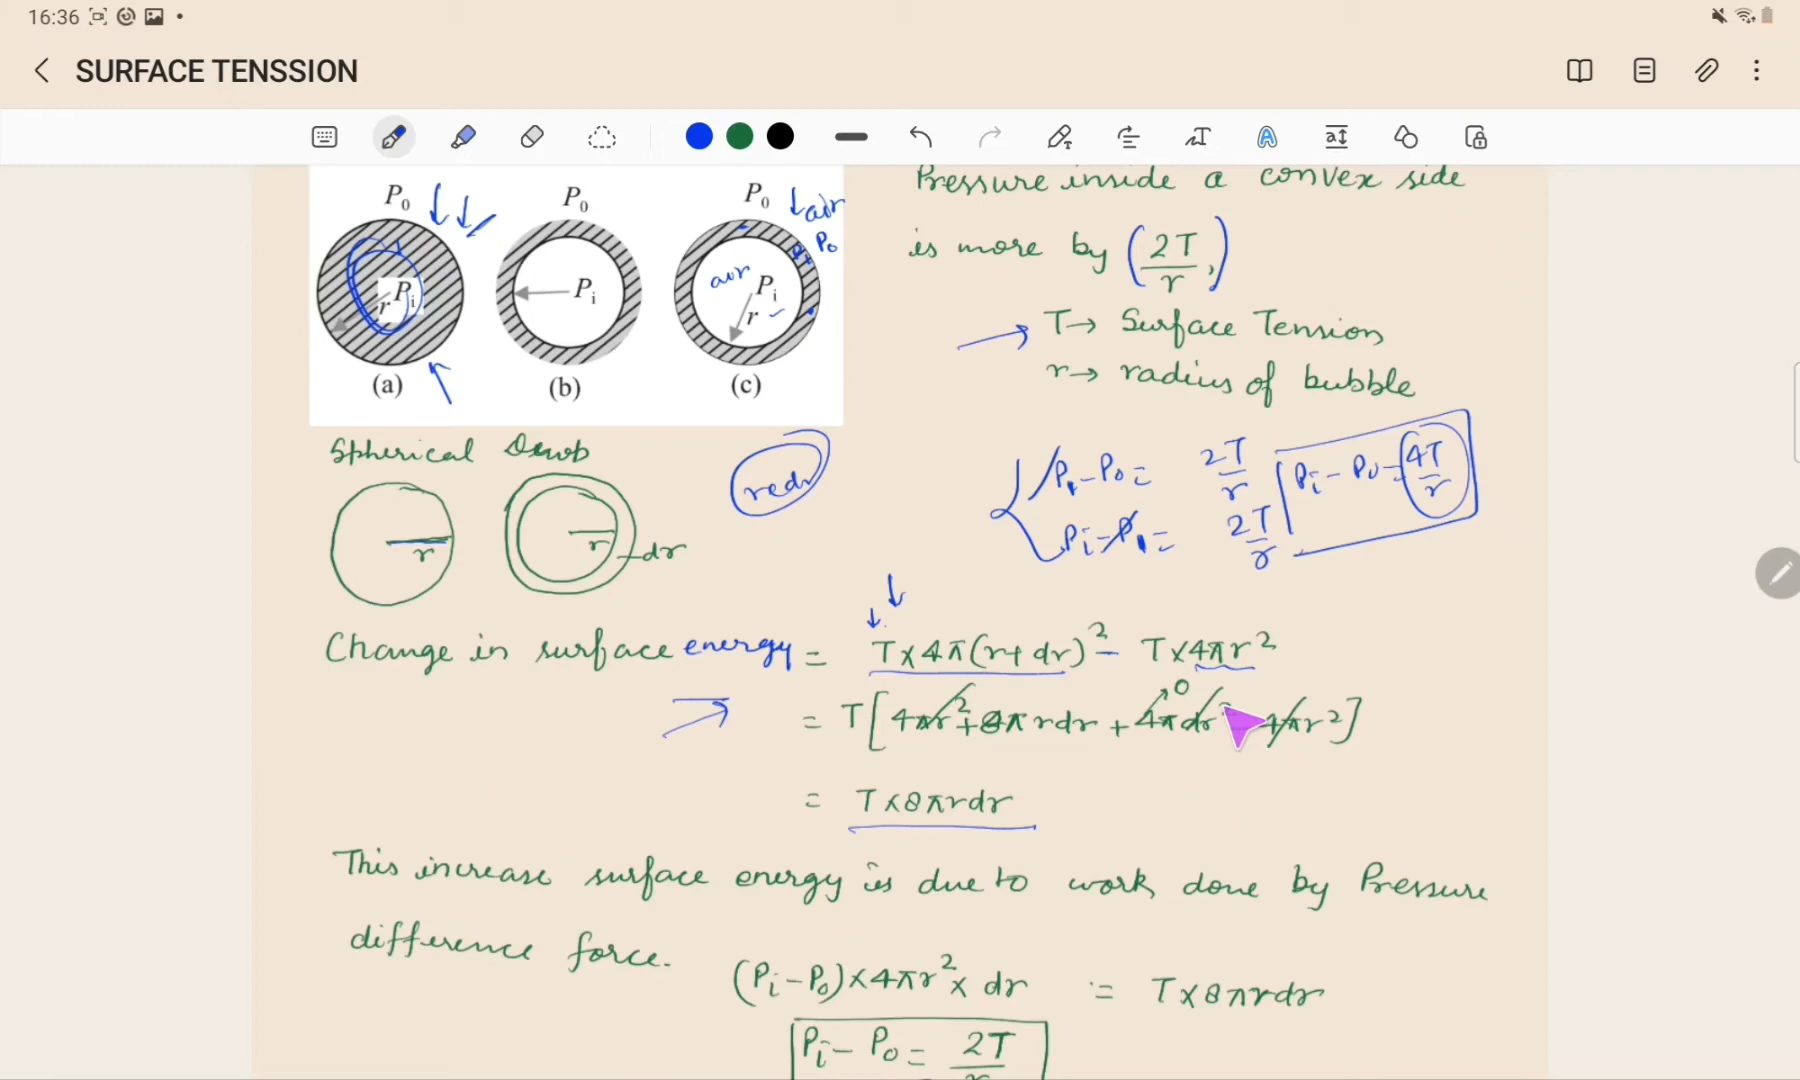 16:36
SURFACE TENSSION
P₀ P₀ P₀ air
P₀
Pᵢ r Pᵢ air Pᵢ r
(a) (b) (c)
Pressure inside a convex side
is more by (2T/r)
T→ Surface Tension
r→ radius of bubble
Spherical
r r dr
P₁-P₀ = 2T/r
Pᵢ-P₁ = 2T/r
Pᵢ - P₀ = 4T/r
Change in surface energy = T×4π(r+dr)² - T×4πr²
= T[4πr²+8πrdr + 4πdr² - 4πr²]
0
= T×8πrdr
This increase surface energy is due to work done by Pressure
difference force.
(Pᵢ-P₀)×4πr²× dr = T×8πrdr
Pᵢ- P₀ = 2T/r